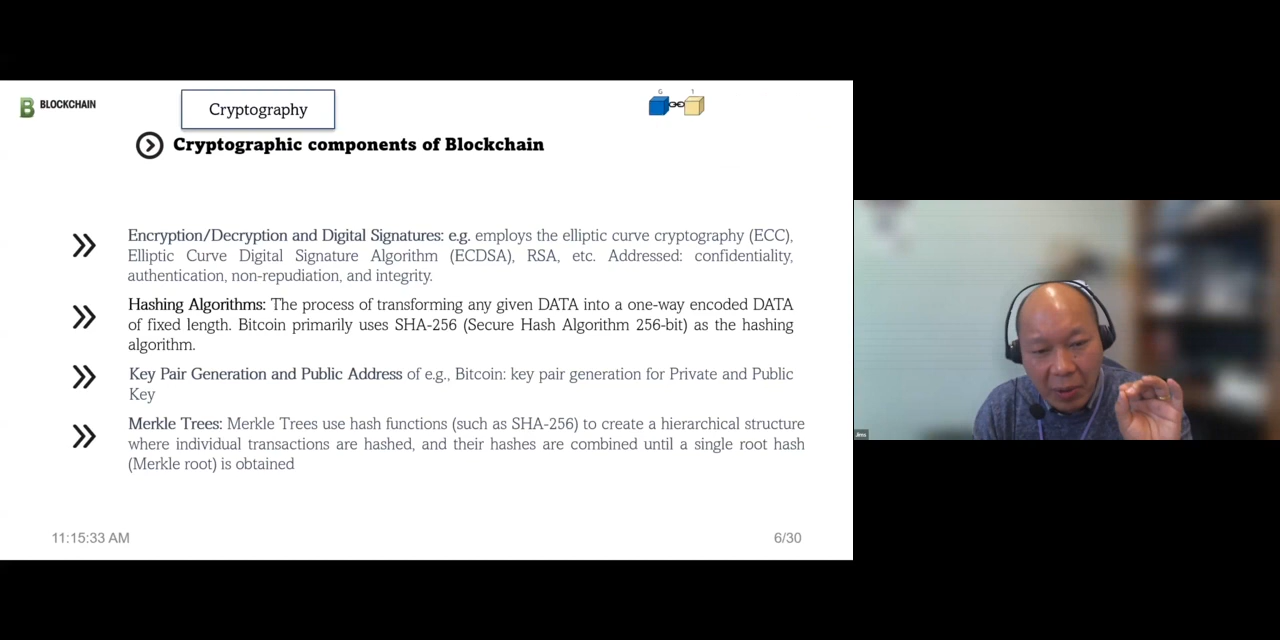 BLOCKCHAIN
Cryptography
G 1
Cryptographic components of Blockchain
Encryption/Decryption and Digital Signatures: e.g. employs the elliptic curve cryptography (ECC),
Elliptic Curve Digital Signature Algorithm (ECDSA), RSA, etc. Addressed: confidentiality,
authentication, non-repudiation, and integrity.
Hashing Algorithms: The process of transforming any given DATA into a one-way encoded DATA
of fixed length. Bitcoin primarily uses SHA-256 (Secure Hash Algorithm 256-bit) as the hashing
algorithm.
Key Pair Generation and Public Address of e.g., Bitcoin: key pair generation for Private and Public
Key
Merkle Trees: Merkle Trees use hash functions (such as SHA-256) to create a hierarchical structure
where individual transactions are hashed, and their hashes are combined until a single root hash
(Merkle root) is obtained
11:15:33 AM
6/30